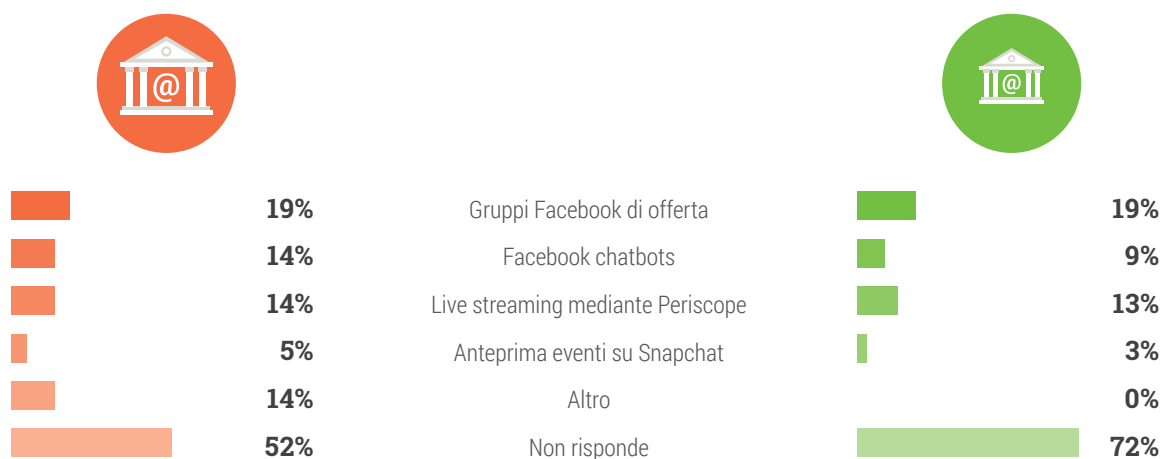 @ @
19% Gruppi Facebook di offerta 19%
14% Facebook chatbots 9%
14% Live streaming mediante Periscope 13%
5% Anteprima eventi su Snapchat 3%
14% Altro 0%
52% Non risponde 72%